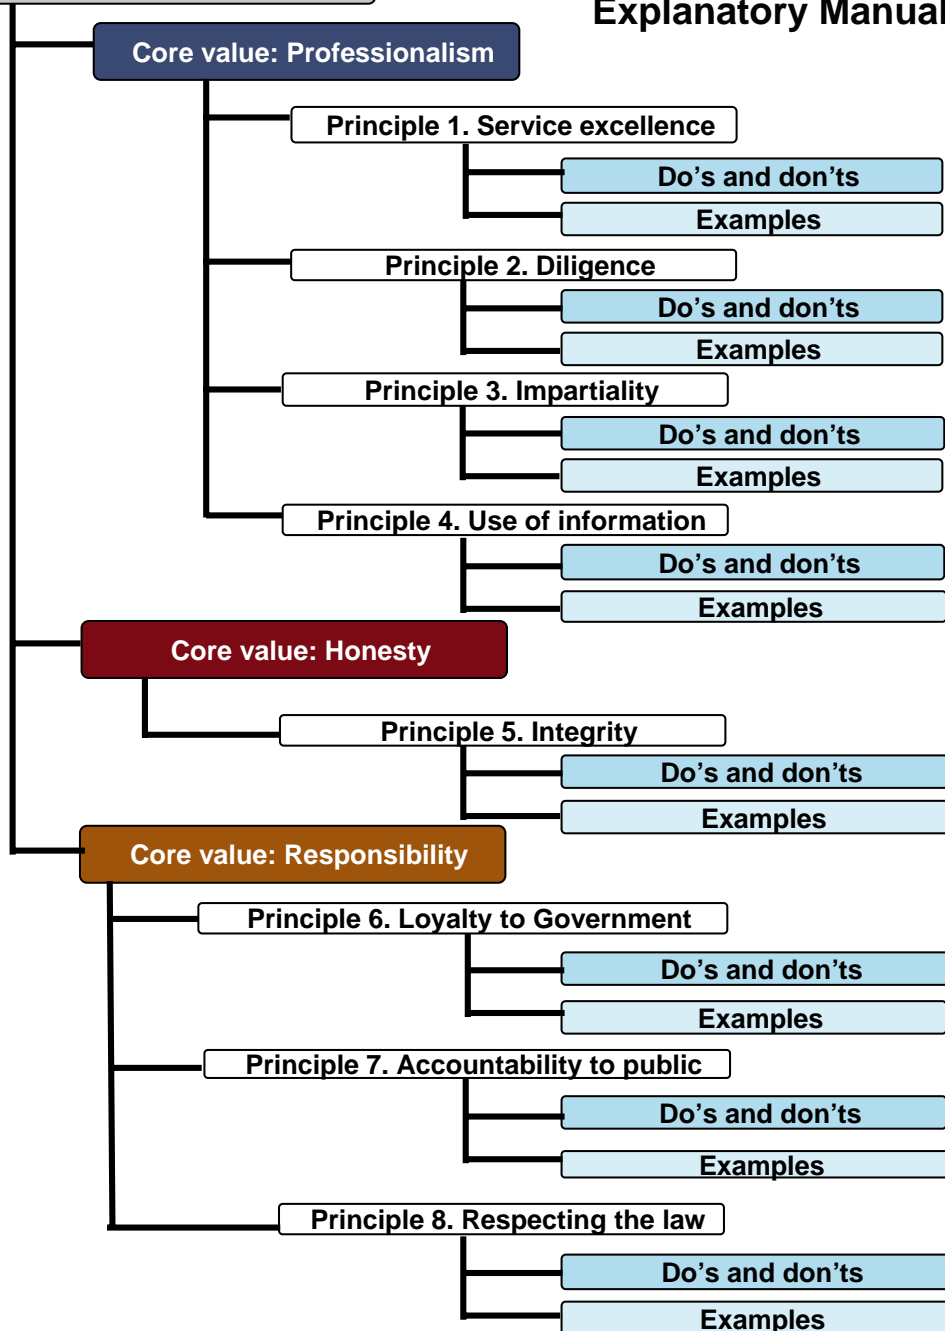 Explanatory Manual
Core value: Professionalism
Principle 1. Service excellence
Do’s and don’ts
Examples
Principle 2. Diligence
Do’s and don’ts
Examples
Principle 3. Impartiality
Do’s and don’ts
Examples
Principle 4. Use of information
Do’s and don’ts
Examples
Core value: Honesty
Principle 5. Integrity
Do’s and don’ts
Examples
Core value: Responsibility
Principle 6. Loyalty to Government
Do’s and don’ts
Examples
Principle 7. Accountability to public
Do’s and don’ts
Examples
Principle 8. Respecting the law
Do’s and don’ts
Examples